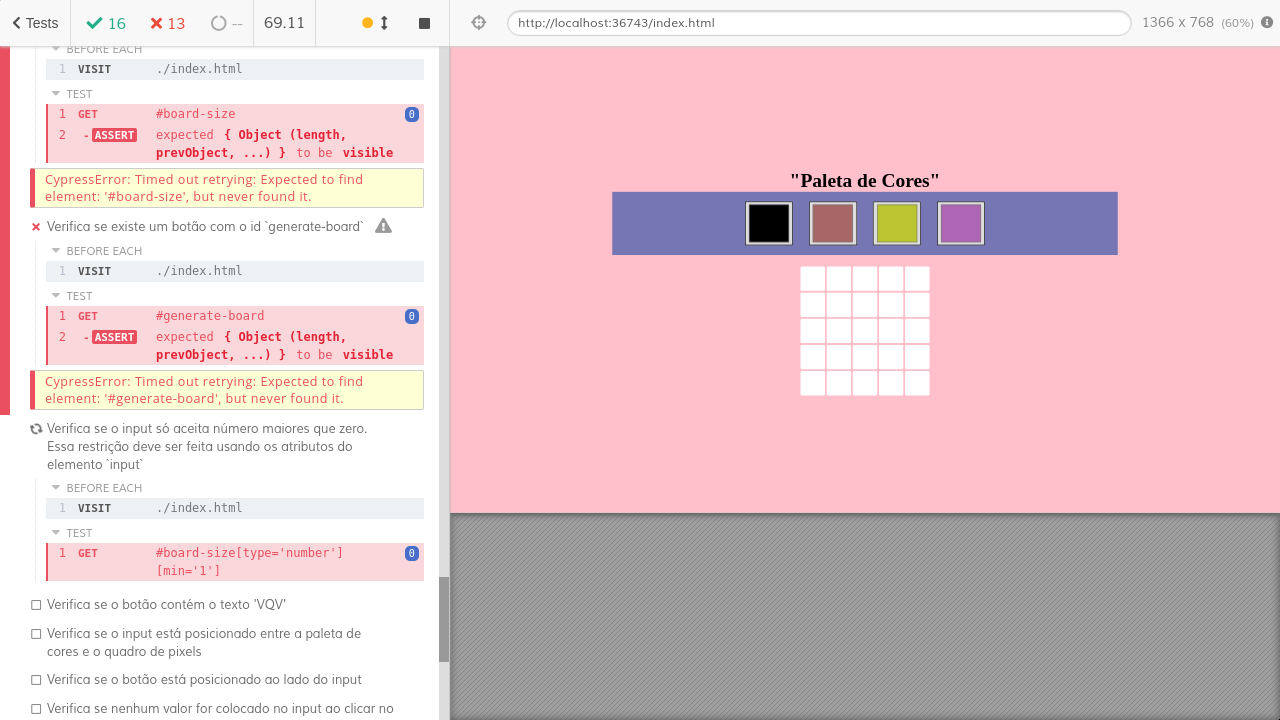 Tests
16
13
--
69.11
http://localhost:36743/index.html
1366 x 768 (60%)
BEFORE EACH
1 VISIT ./index.html
TEST
1 GET #board-size 0
2 -ASSERT expected { Object (length,
prevObject, ...) } to be visible
CypressError: Timed out retrying: Expected to find
element: '#board-size', but never found it.
Verifica se existe um botão com o id `generate-board`
BEFORE EACH
1 VISIT ./index.html
TEST
1 GET #generate-board 0
2 -ASSERT expected { Object (length,
prevObject, ...) } to be visible
CypressError: Timed out retrying: Expected to find
element: '#generate-board', but never found it.
Verifica se o input só aceita número maiores que zero.
Essa restrição deve ser feita usando os atributos do
elemento `input`
BEFORE EACH
1 VISIT ./index.html
TEST
1 GET #board-size[type='number'] 0
[min='1']
Verifica se o botão contém o texto 'VQV'
Verifica se o input está posicionado entre a paleta de
cores e o quadro de pixels
Verifica se o botão está posicionado ao lado do input
Verifica se nenhum valor for colocado no input ao clicar no
"Paleta de Cores"